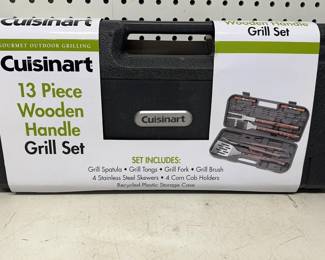 GOURMET OUTDOOR GRILLING
Cuisinart
13 Piece
Wooden
Handle
Grill Set
Cuisinart
Wooden Handle
Grill Set
SET INCLUDES:
Grill Spatula • Grill Tongs • Grill Fork • Grill Brush
4 Stainless Steel Skewers • 4 Corn Cob Holders
Recycled Plastic Storage Case